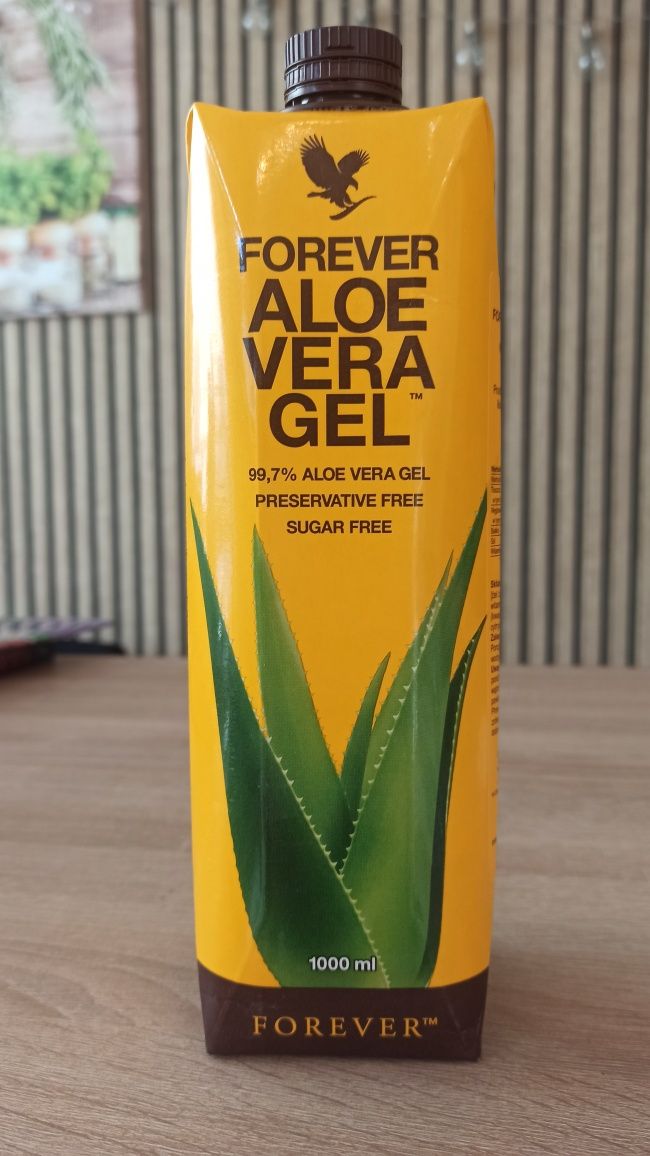 FOREVER
ALOE
VERA
GEL™
99,7% ALOE VERA GEL
PRESERVATIVE FREE
SUGAR FREE
1000 ml
FOREVER™